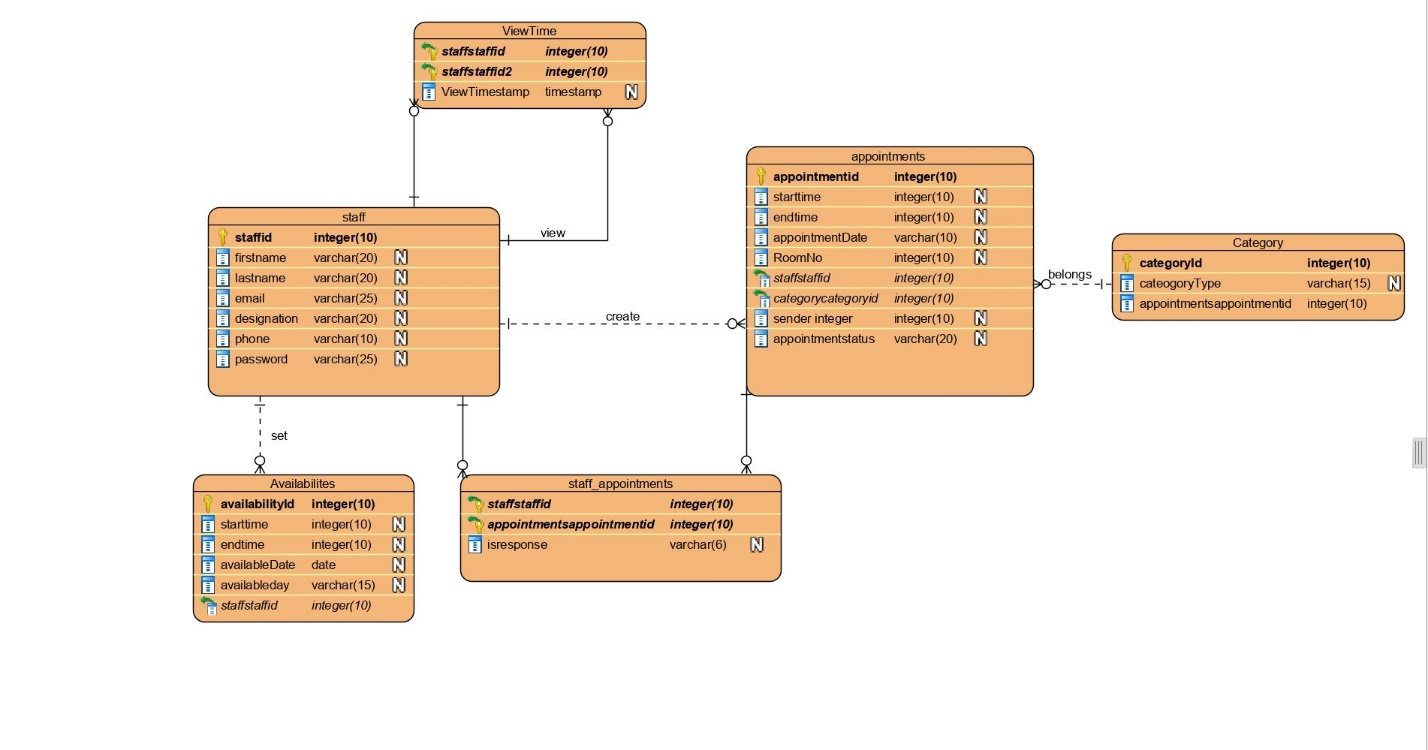 ViewTime
staffstaffid integer(10)
staffstaffid2 integer(10)
ViewTimestamp timestamp N
appointments
appointmentid integer(10)
starttime integer(10) N
endtime integer(10) N
appointmentDate varchar(10) N
RoomNo integer(10) N
staffstaffid integer(10)
categorycategoryid integer(10)
sender integer integer(10) N
appointmentstatus varchar(20) N
staff
staffid integer(10)
firstname varchar(20) N
lastname varchar(20) N
email varchar(25) N
designation varchar(20) N
phone varchar(10) N
password varchar(25) N
view
create
belongs
Category
categoryId integer(10)
cateogoryType varchar(15) N
appointmentsappointmentid integer(10)
set
Availabilites
availabilityId integer(10)
starttime integer(10) N
endtime integer(10) N
availableDate date N
availableday varchar(15) N
staffstaffid integer(10)
staff_appointments
staffstaffid integer(10)
appointmentsappointmentid integer(10)
isresponse varchar(6) N